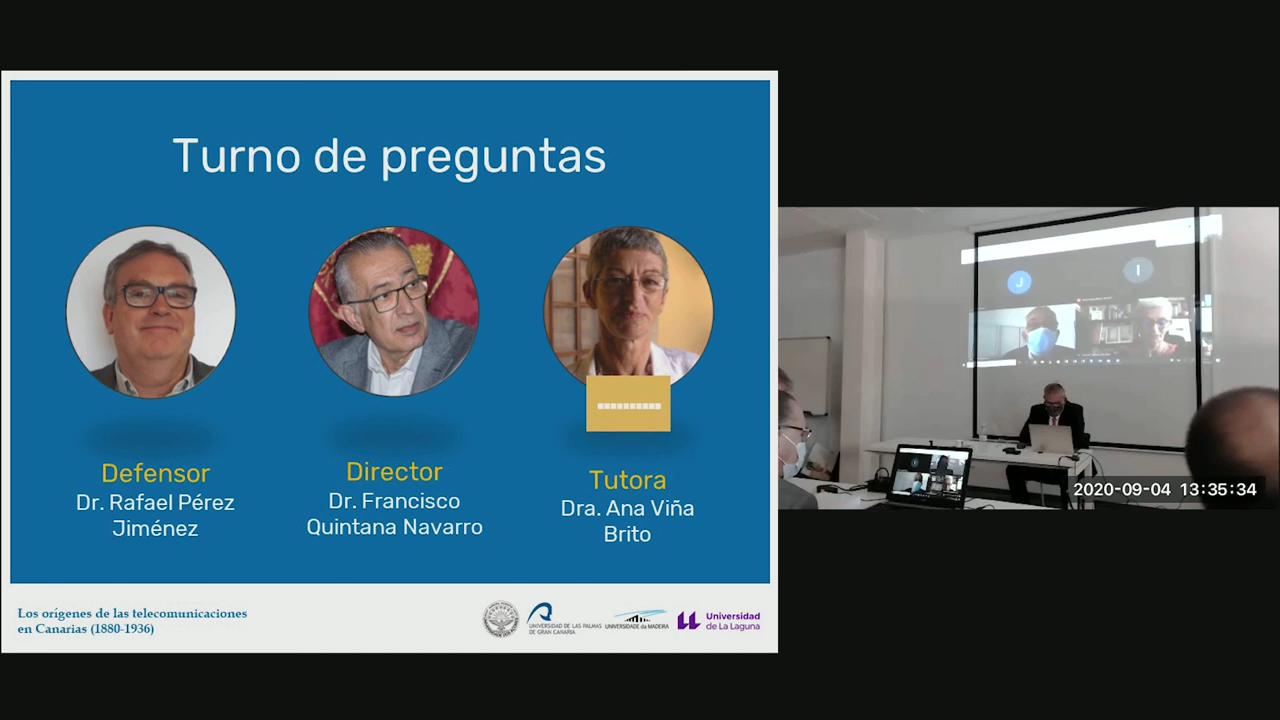 Turno de preguntas
Defensor
Dr. Rafael Pérez
Jiménez
Director
Dr. Francisco
Quintana Navarro
Tutora
Dra. Ana Viña
Brito
Los orígenes de las telecomunicaciones
en Canarias (1880-1936)
UNIVERSIDAD DE LAS PALMAS
DE GRAN CANARIA
UNIVERSIDADE da MADEIRA
Universidad
de La Laguna
J
I
2020-09-04 13:35:34